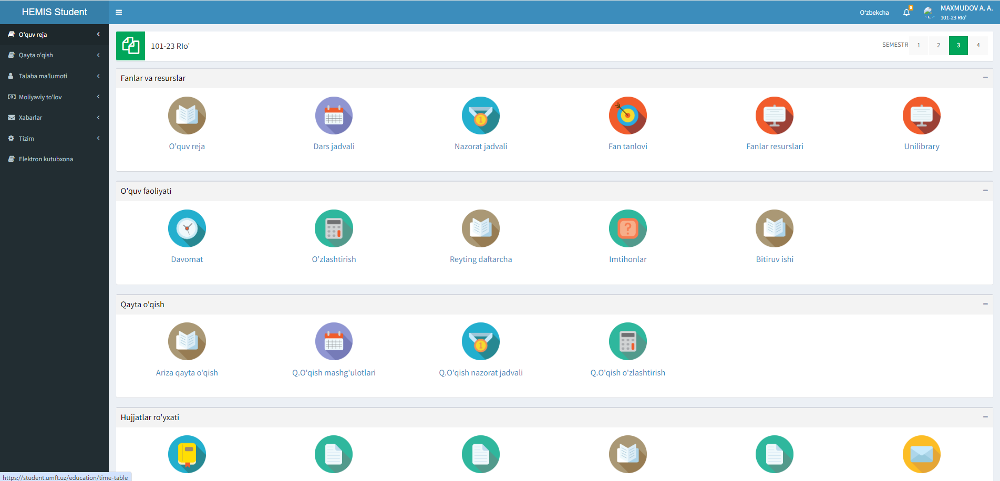 HEMIS Student
O'zbekcha
0
MAXMUDOV A. A.
101-23 RIo'
O'quv reja
Qayta o'qish
Talaba ma'lumoti
Moliyaviy to'lov
Xabarlar
Tizim
Elektron kutubxona
101-23 RIo'
SEMESTR 1 2 3 4
Fanlar va resurslar
O'quv reja
Dars jadvali
Nazorat jadvali
Fan tanlovi
Fanlar resurslari
Unilibrary
O'quv faoliyati
Davomat
O'zlashtirish
Reyting daftarcha
Imtihonlar
Bitiruv ishi
Qayta o'qish
Ariza qayta o'qish
Q.O'qish mashg'ulotlari
Q.O'qish nazorat jadvali
Q.O'qish o'zlashtirish
Hujjatlar ro'yxati
https://student.umft.uz/education/time-table